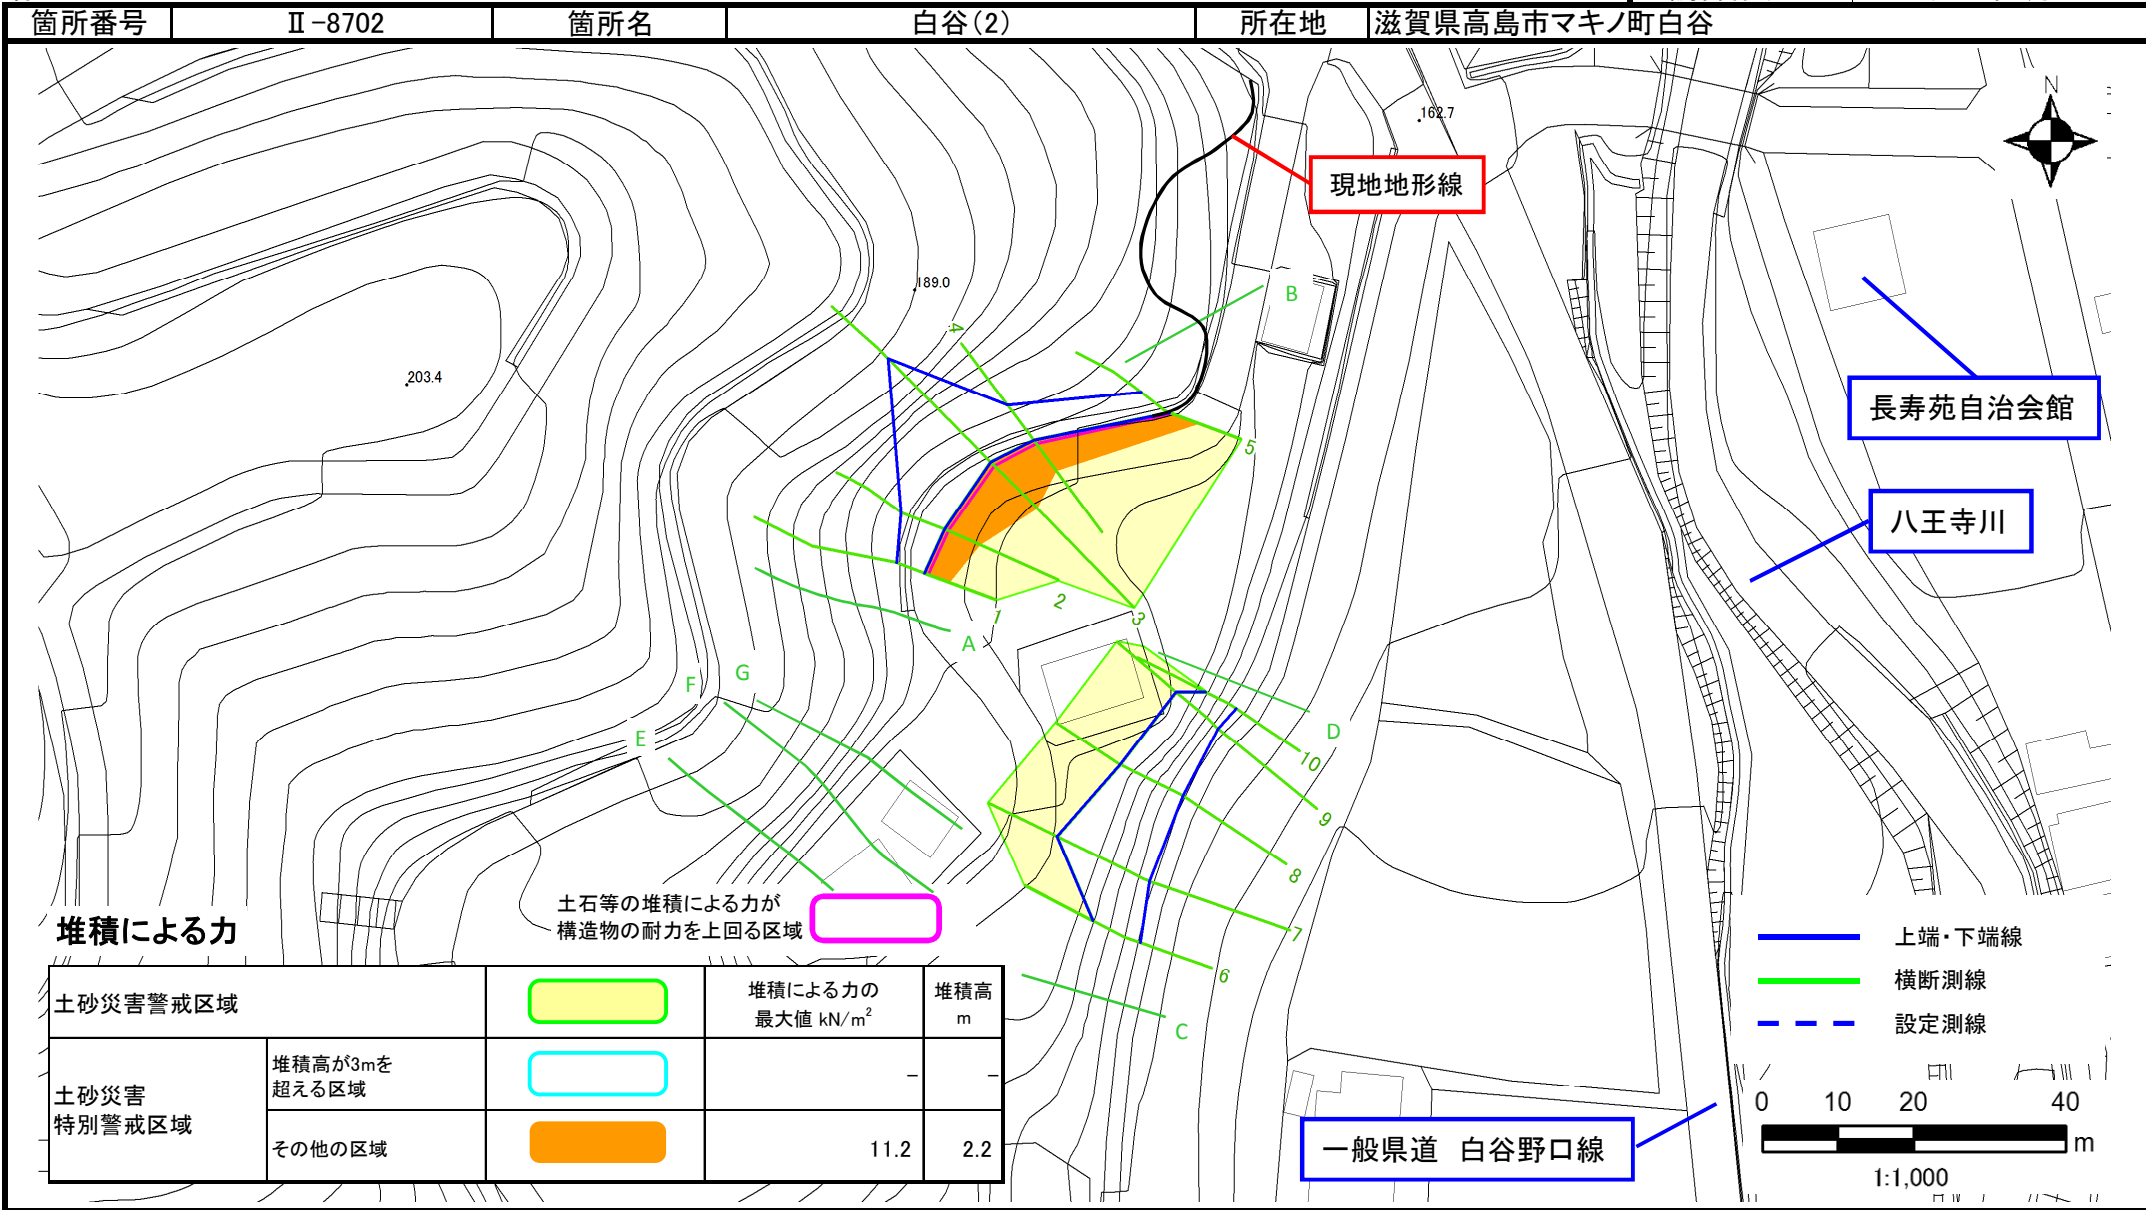 箇所番号 Ⅱ-8702 箇所名 白谷(2) 所在地 滋賀県高島市マキノ町白谷
N
162.7
現地地形線
189.0
B
4
203.4
長寿苑自治会館
5
八王寺川
1
2
3
A
G
F
E
D
10
9
8
7
6
C
堆積による力
土石等の堆積による力が
構造物の耐力を上回る区域
土砂災害警戒区域
堆積による力の
最大値 kN/m²
堆積高
m
土砂災害
特別警戒区域
堆積高が3mを
超える区域
－ －
その他の区域
11.2 2.2
上端・下端線
横断測線
設定測線
0 10 20 40
m
1:1,000
一般県道 白谷野口線